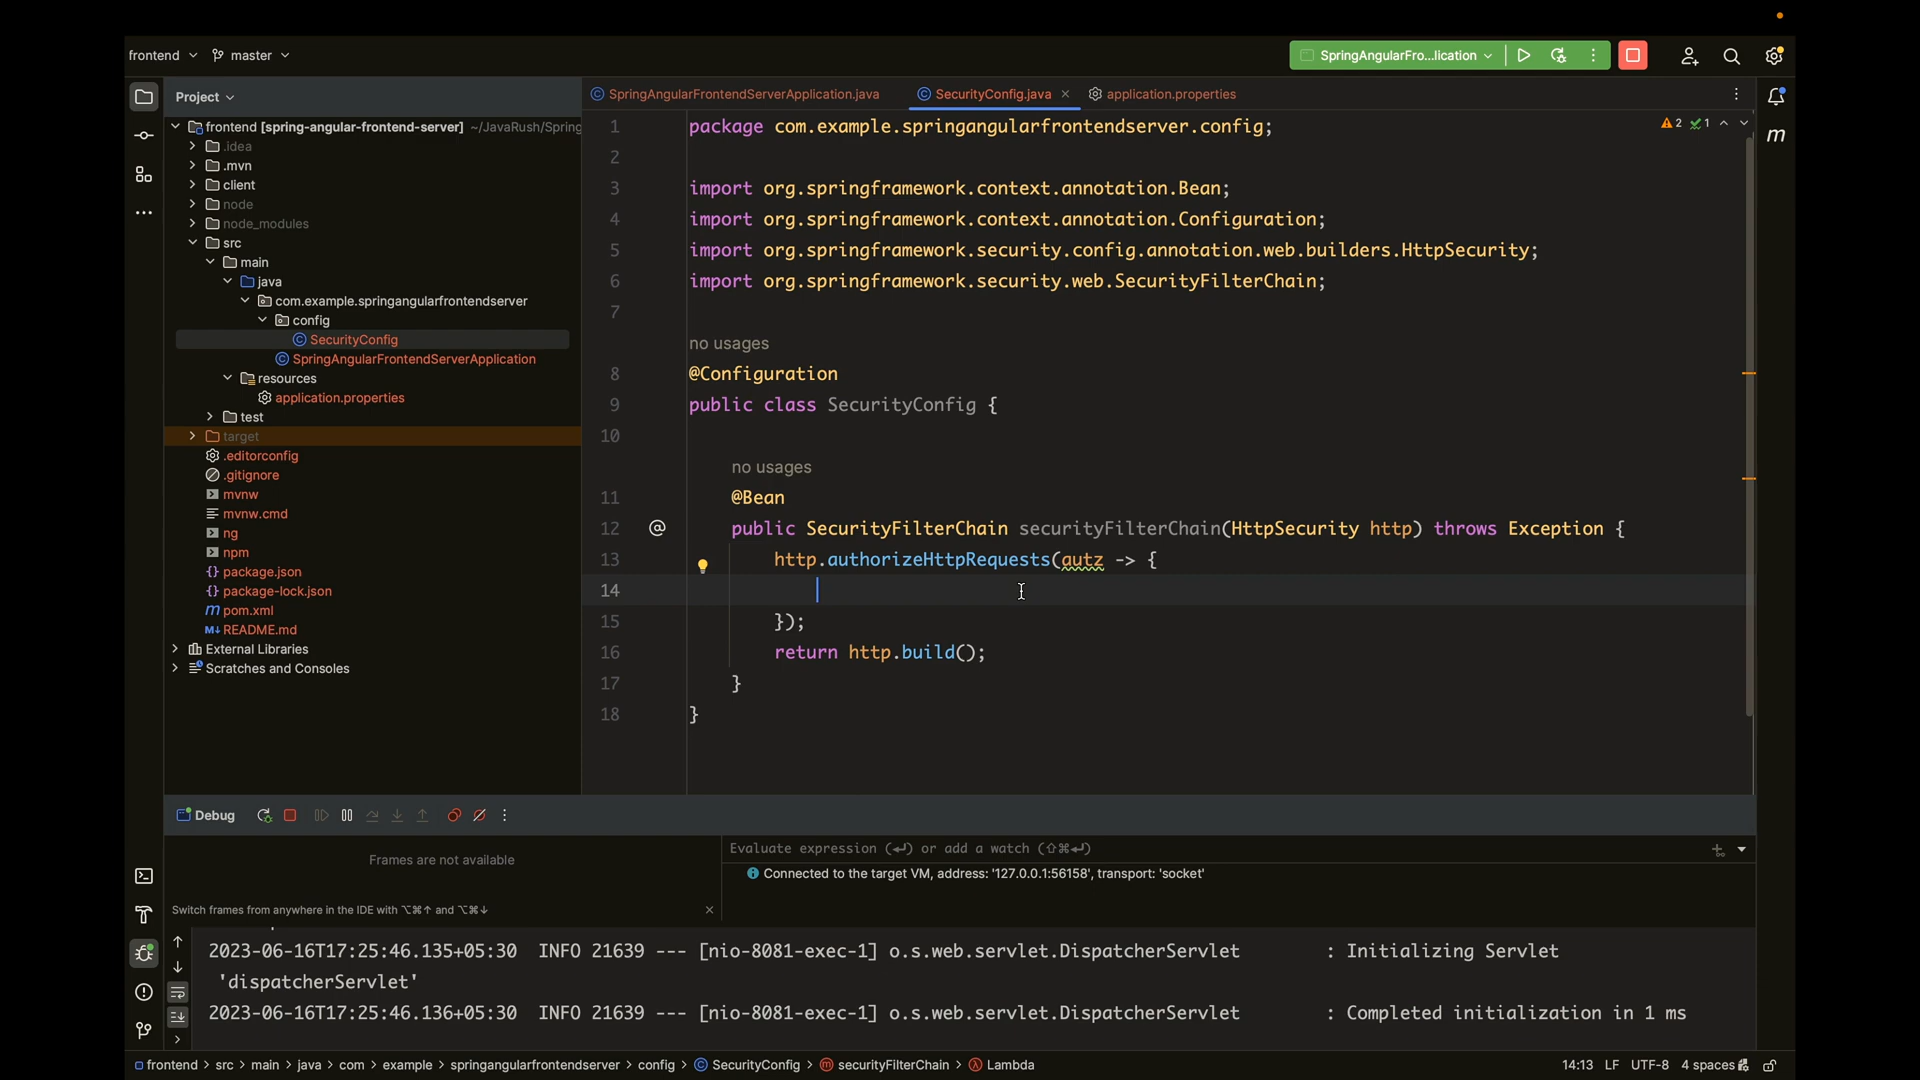 frontend
master
SpringAngularFro...lication
Project
SpringAngularFrontendServerApplication.java
SecurityConfig.java
application.properties
frontend [spring-angular-frontend-server] ~/JavaRush/Spring
.idea
.mvn
client
node
node_modules
src
main
java
com.example.springangularfrontendserver
config
SecurityConfig
SpringAngularFrontendServerApplication
resources
application.properties
test
target
.editorconfig
.gitignore
mvnw
mvnw.cmd
ng
npm
package.json
package-lock.json
pom.xml
README.md
External Libraries
Scratches and Consoles
1 package com.example.springangularfrontendserver.config;
2 1
2
3 import org.springframework.context.annotation.Bean;
4 import org.springframework.context.annotation.Configuration;
5 import org.springframework.security.config.annotation.web.builders.HttpSecurity;
6 import org.springframework.security.web.SecurityFilterChain;
7
no usages
8 @Configuration
9 public class SecurityConfig {
10
no usages
11 @Bean
12 public SecurityFilterChain securityFilterChain(HttpSecurity http) throws Exception {
13 http.authorizeHttpRequests(autz -> {
14
15 });
16 return http.build();
17 }
18 }
Debug
Frames are not available
Evaluate expression (⏎) or add a watch (⇧⌘⏎)
Connected to the target VM, address: '127.0.0.1:56158', transport: 'socket'
Switch frames from anywhere in the IDE with ⌥⌘↑ and ⌥⌘↓
2023-06-16T17:25:46.135+05:30 INFO 21639 --- [nio-8081-exec-1] o.s.web.servlet.DispatcherServlet : Initializing Servlet
'dispatcherServlet'
2023-06-16T17:25:46.136+05:30 INFO 21639 --- [nio-8081-exec-1] o.s.web.servlet.DispatcherServlet : Completed initialization in 1 ms
frontend > src > main > java > com > example > springangularfrontendserver > config > SecurityConfig > securityFilterChain > Lambda
14:13 LF UTF-8 4 spaces